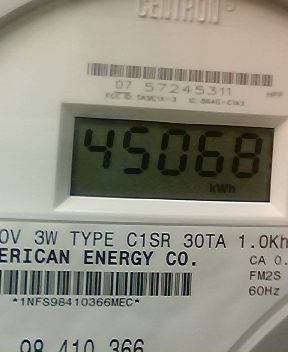 CENTRON
07 57245311
45068
kWh
0V 3W TYPE C1SR 30TA 1.0Kh
ERICAN ENERGY CO.
CA 0.
FM2S
60Hz
*1NFS98410366MEC*
98 410 366